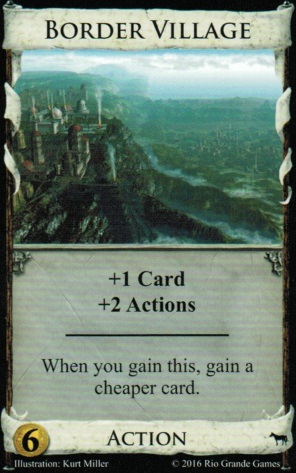 BORDER VILLAGE
+1 Card
+2 Actions
When you gain this, gain a
cheaper card.
6
ACTION
Illustration: Kurt Miller
© 2016 Rio Grande Games